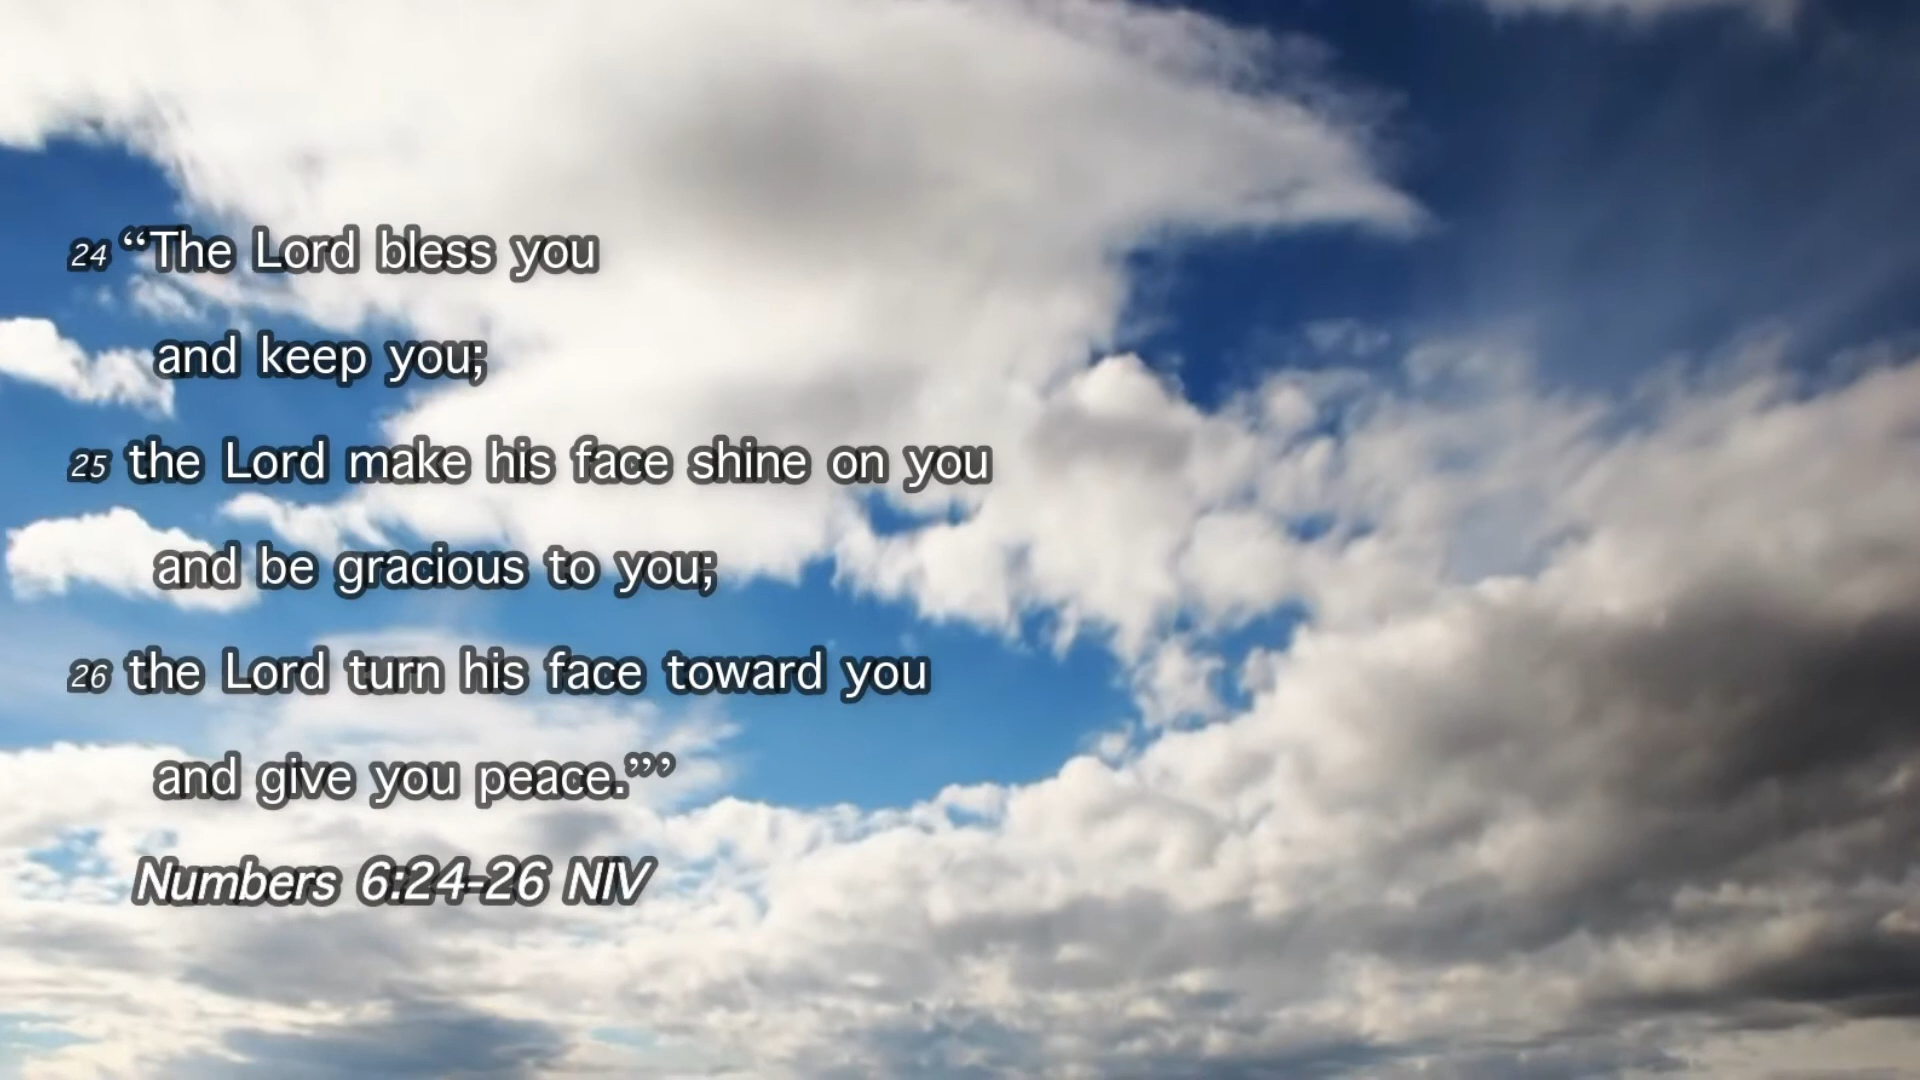 24 “The Lord bless you
and keep you;
25 the Lord make his face shine on you
and be gracious to you;
26 the Lord turn his face toward you
and give you peace.”’
Numbers 6:24-26 NIV